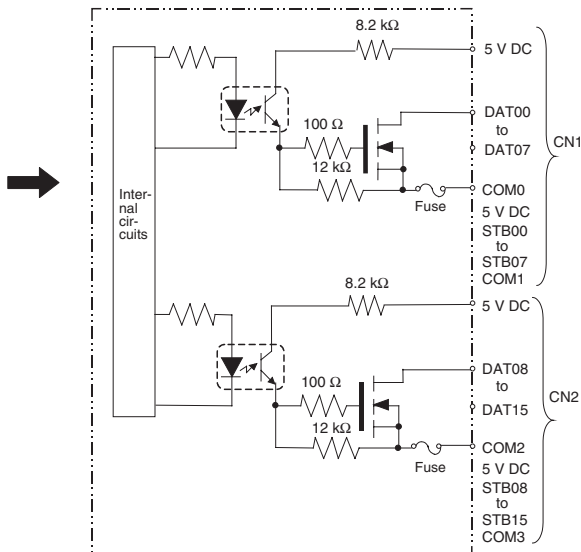 8.2 kΩ
5 V DC
DAT00
to
DAT07
100 Ω
12 kΩ
CN1
COM0
Fuse
5 V DC
STB00
to
STB07
COM1
Inter-
nal
cir-
cuits
8.2 kΩ
5 V DC
DAT08
to
DAT15
100 Ω
12 kΩ
CN2
COM2
Fuse
5 V DC
STB08
to
STB15
COM3